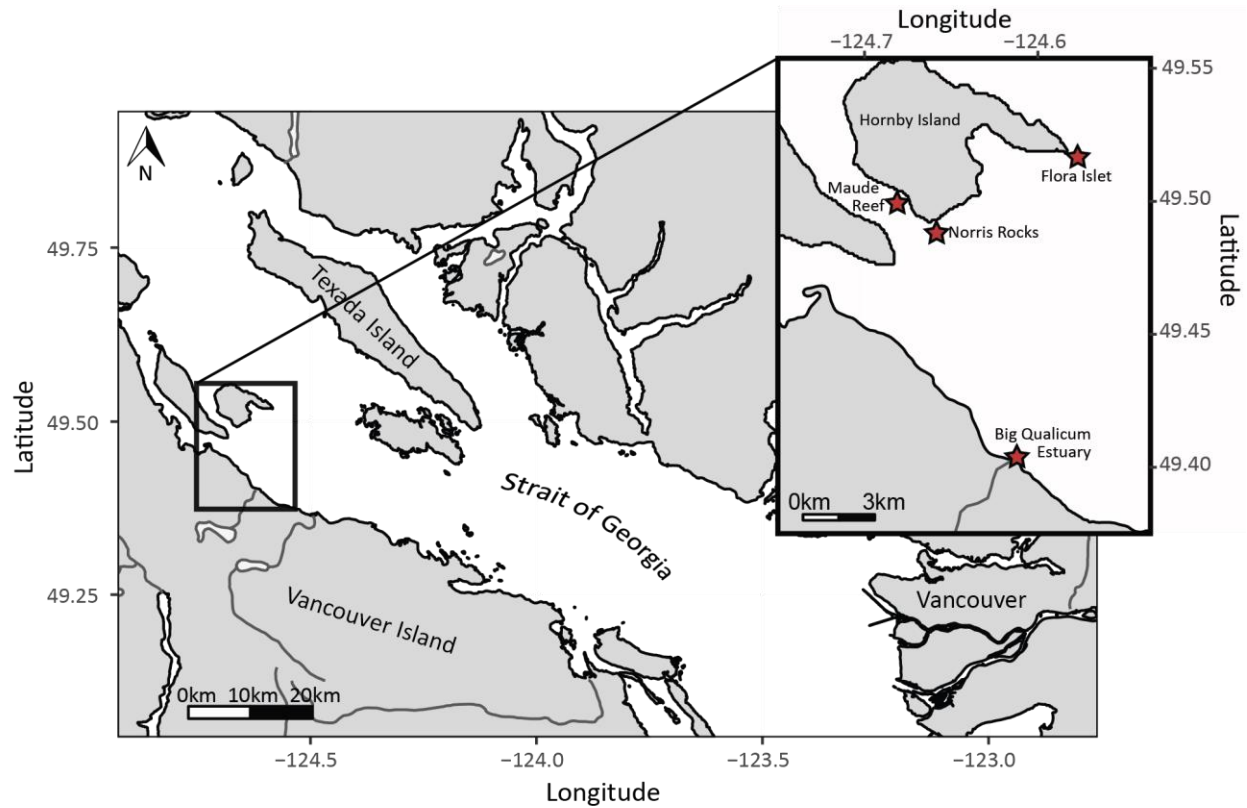 Longitude
−124.7
−124.6
49.55
Hornby Island
Flora Islet
Maude
Reef
49.50
Norris Rocks
Latitude
49.45
Big Qualicum
Estuary
49.40
0km
3km
N
49.75
Texada Island
Latitude
49.50
Strait of Georgia
49.25
Vancouver Island
Vancouver
0km 10km 20km
−124.5
−124.0
−123.5
−123.0
Longitude